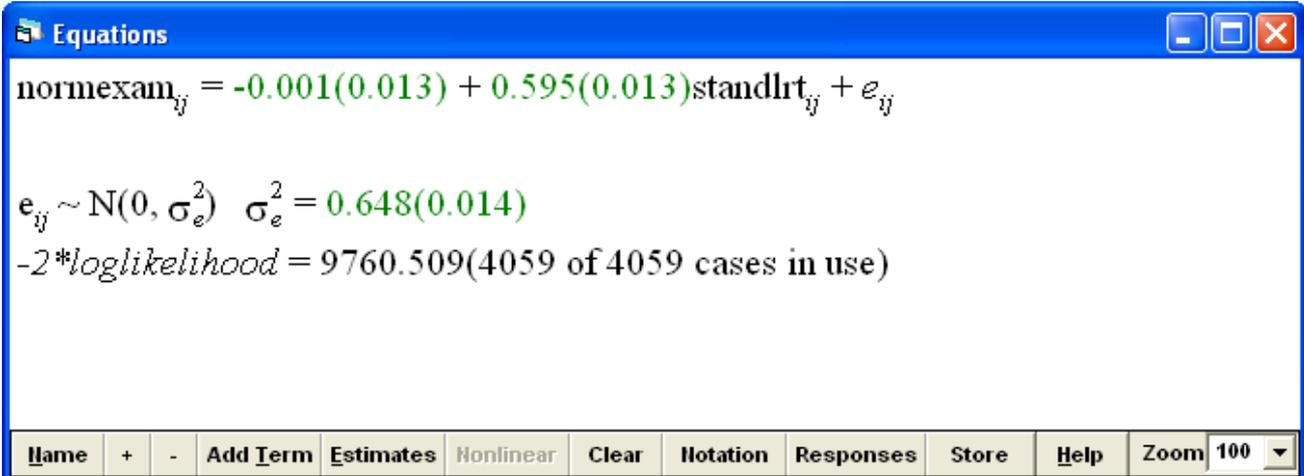 Equations
normexam_ij = -0.001(0.013) + 0.595(0.013)standlrt_ij + e_ij
e_ij ~ N(0, σ_e^2) σ_e^2 = 0.648(0.014)
-2*loglikelihood = 9760.509(4059 of 4059 cases in use)
Name + - Add Term Estimates Nonlinear Clear Notation Responses Store Help Zoom 100